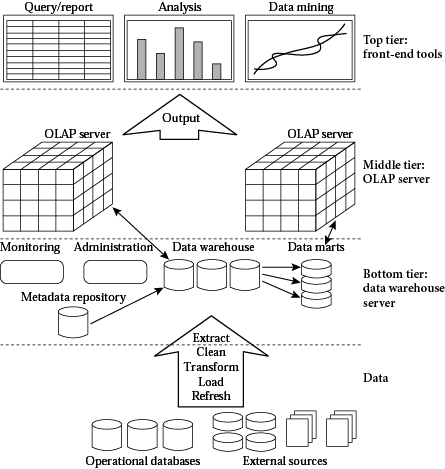 Query/report
Analysis
Data mining
Top tier:
front-end tools
Output
OLAP server
OLAP server
Middle tier:
OLAP server
Monitoring
Administration
Data warehouse
Data marts
Metadata repository
Bottom tier:
data warehouse
server
Extract
Clean
Transform
Load
Refresh
Data
Operational databases
External sources